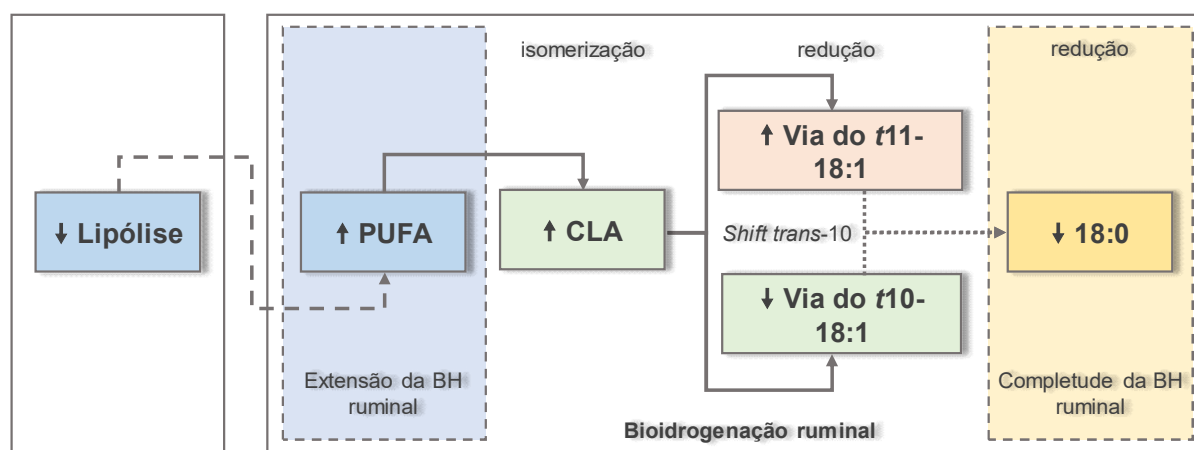 isomerização
redução
redução
↓ Lipólise
↑ PUFA
↑ CLA
↑ Via do t11-
18:1
Shift trans-10
↓ Via do t10-
18:1
↓ 18:0
Extensão da BH
ruminal
Completude da BH
ruminal
Bioidrogenação ruminal